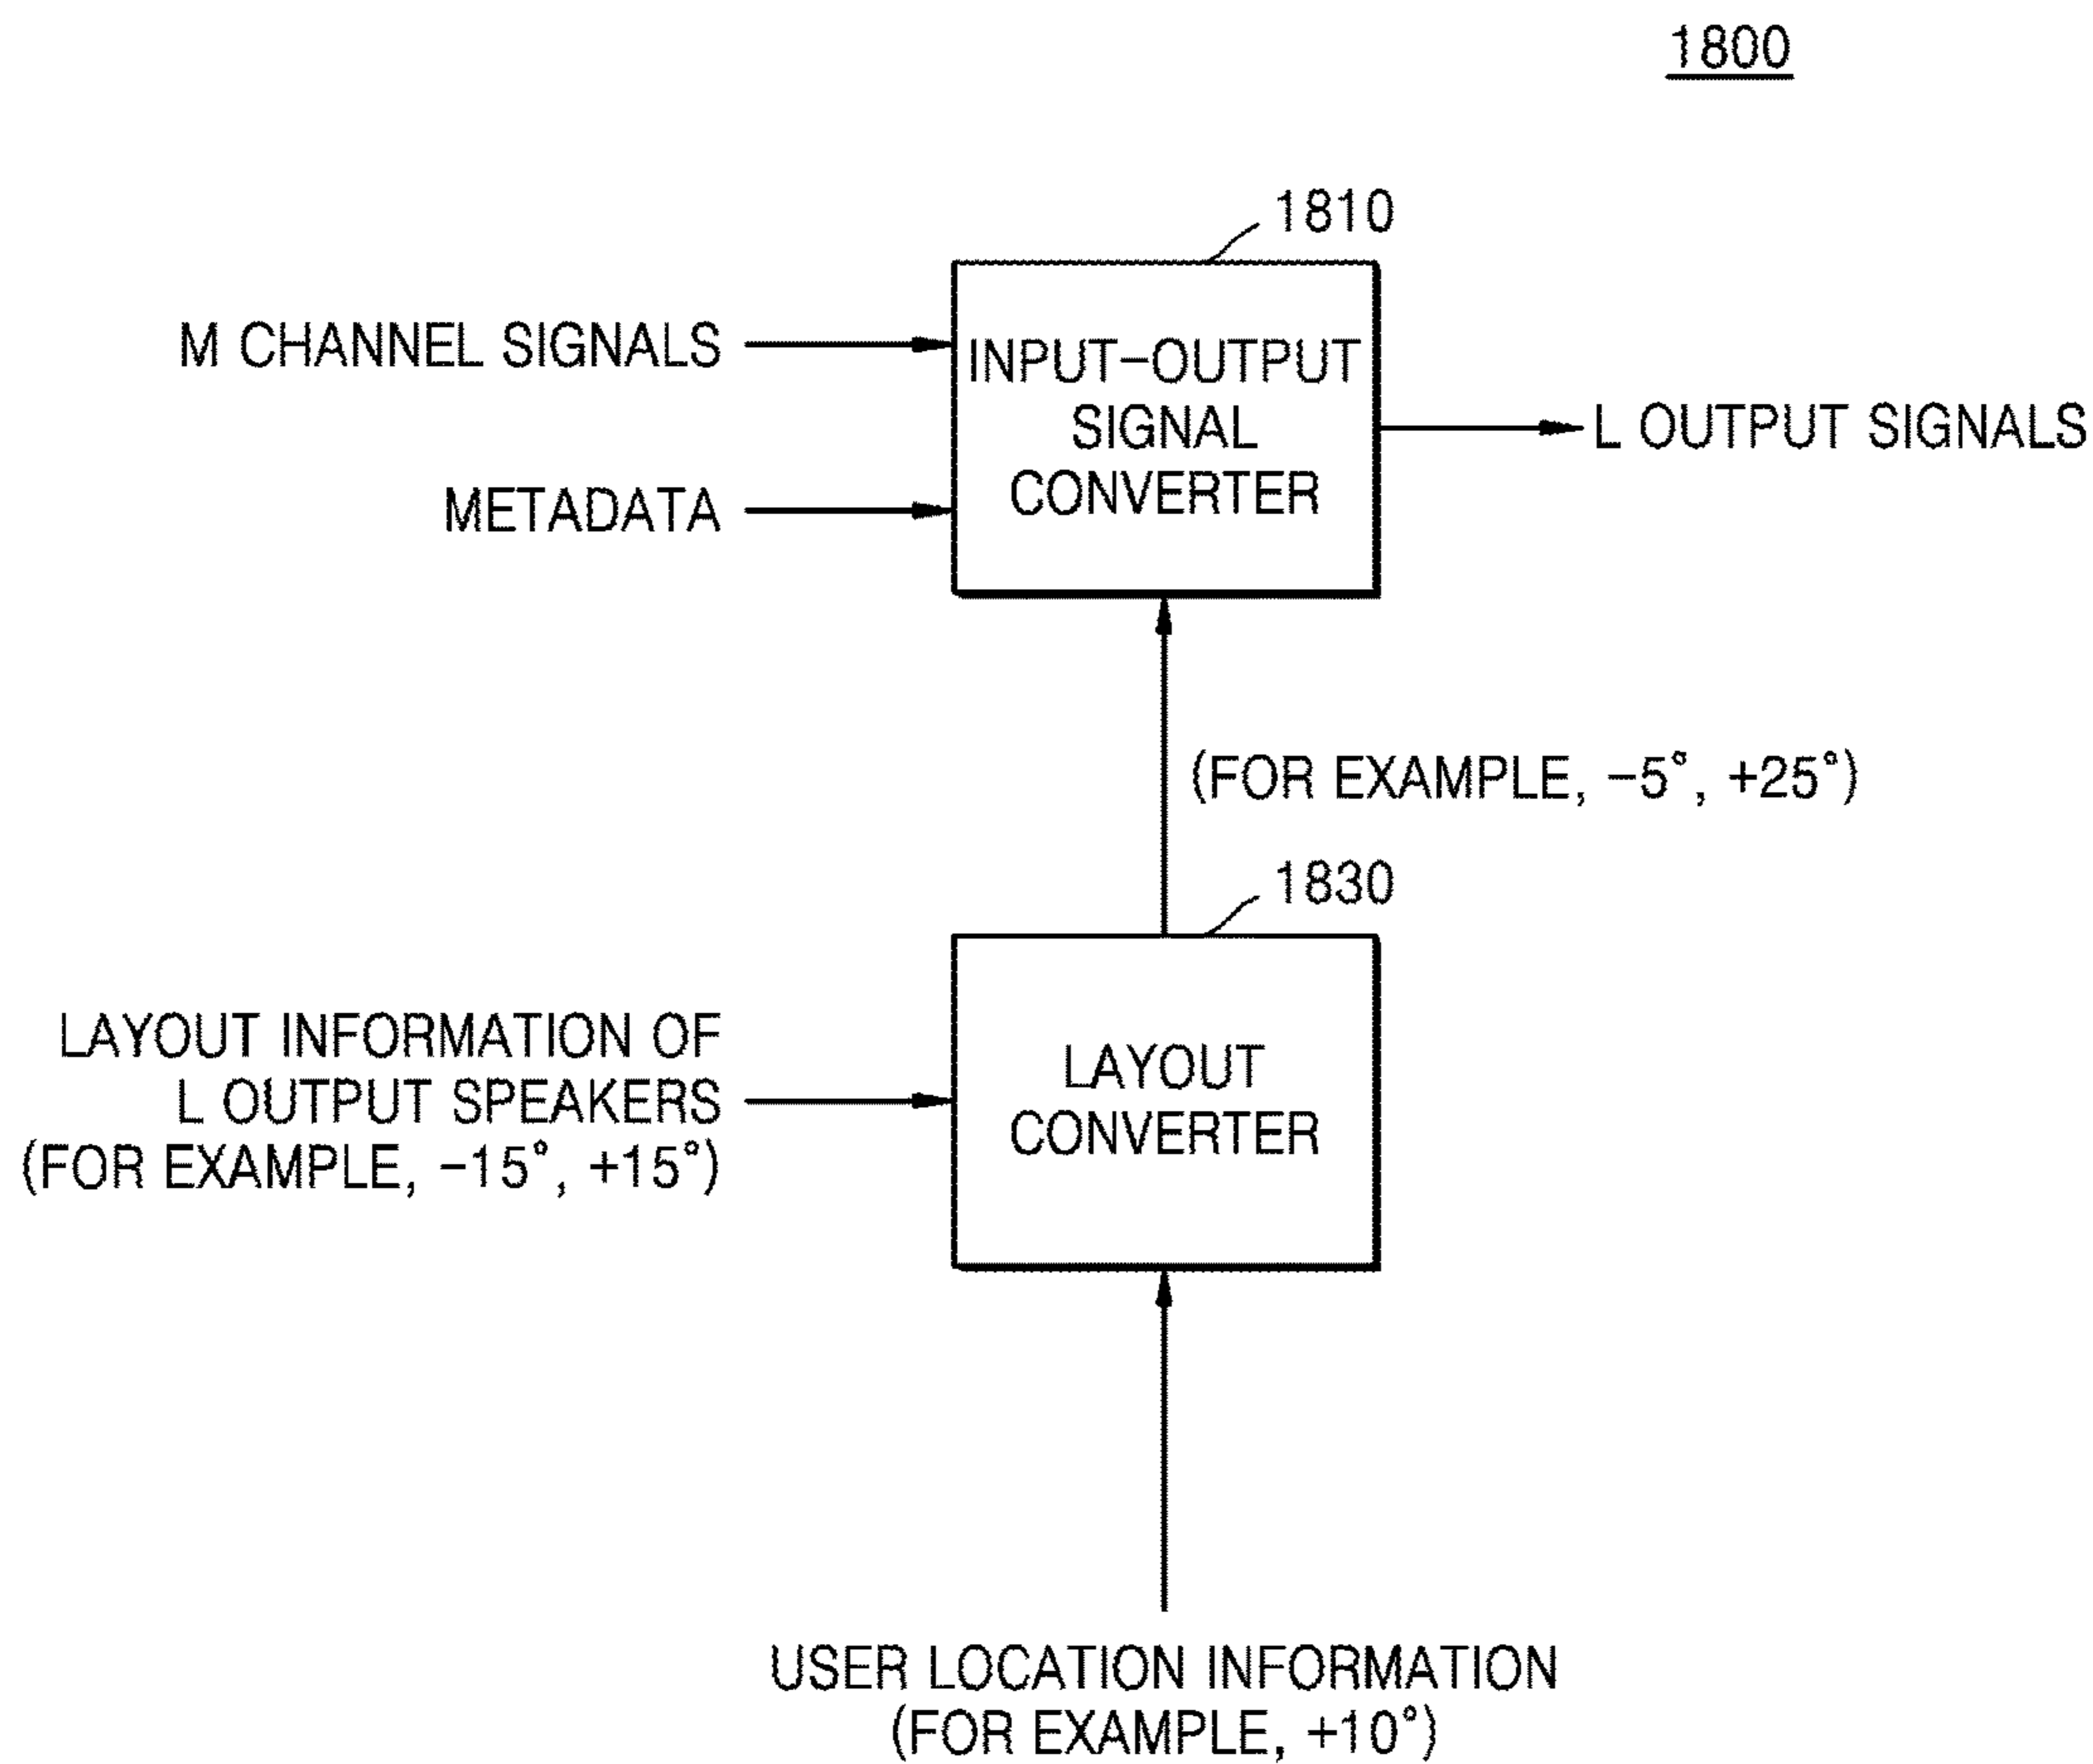 1800
1810
M CHANNEL SIGNALS
METADATA
INPUT-OUTPUT
SIGNAL
CONVERTER
L OUTPUT SIGNALS
(FOR EXAMPLE, -5°, +25°)
1830
LAYOUT INFORMATION OF
L OUTPUT SPEAKERS
(FOR EXAMPLE, -15°, +15°)
LAYOUT
CONVERTER
USER LOCATION INFORMATION
(FOR EXAMPLE, +10°)